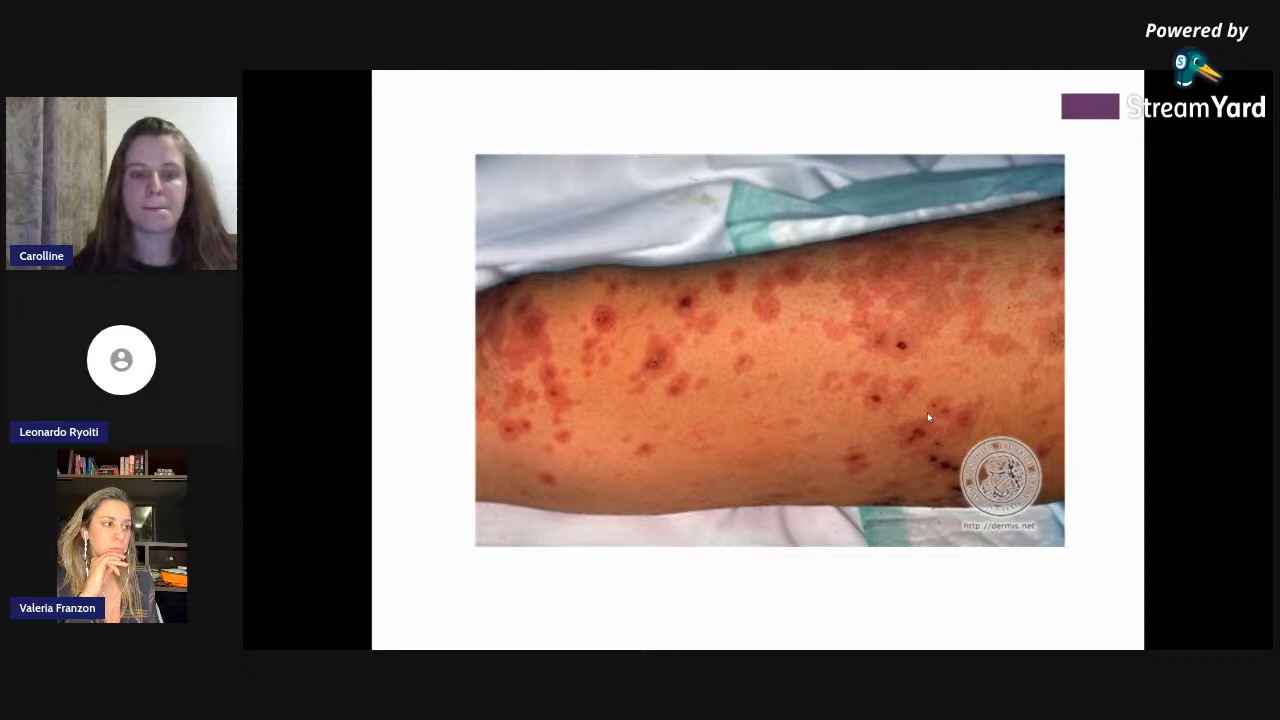 Powered by
StreamYard
Carolline
Leonardo Ryoiti
Valeria Franzon
http://dermis.net